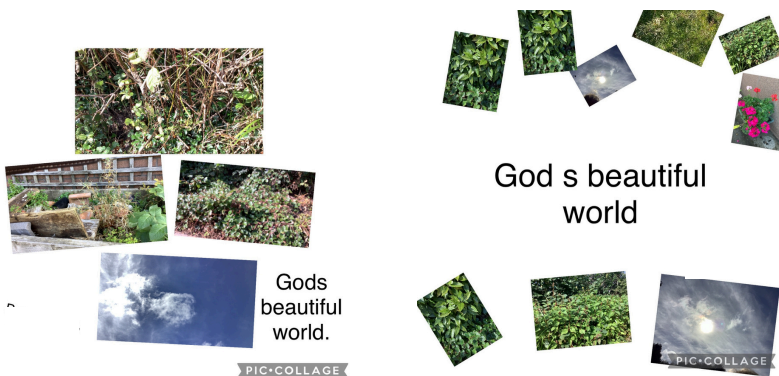 Gods
beautiful
world.
PIC•COLLAGE
God s beautiful
world
PIC•COLLAGE